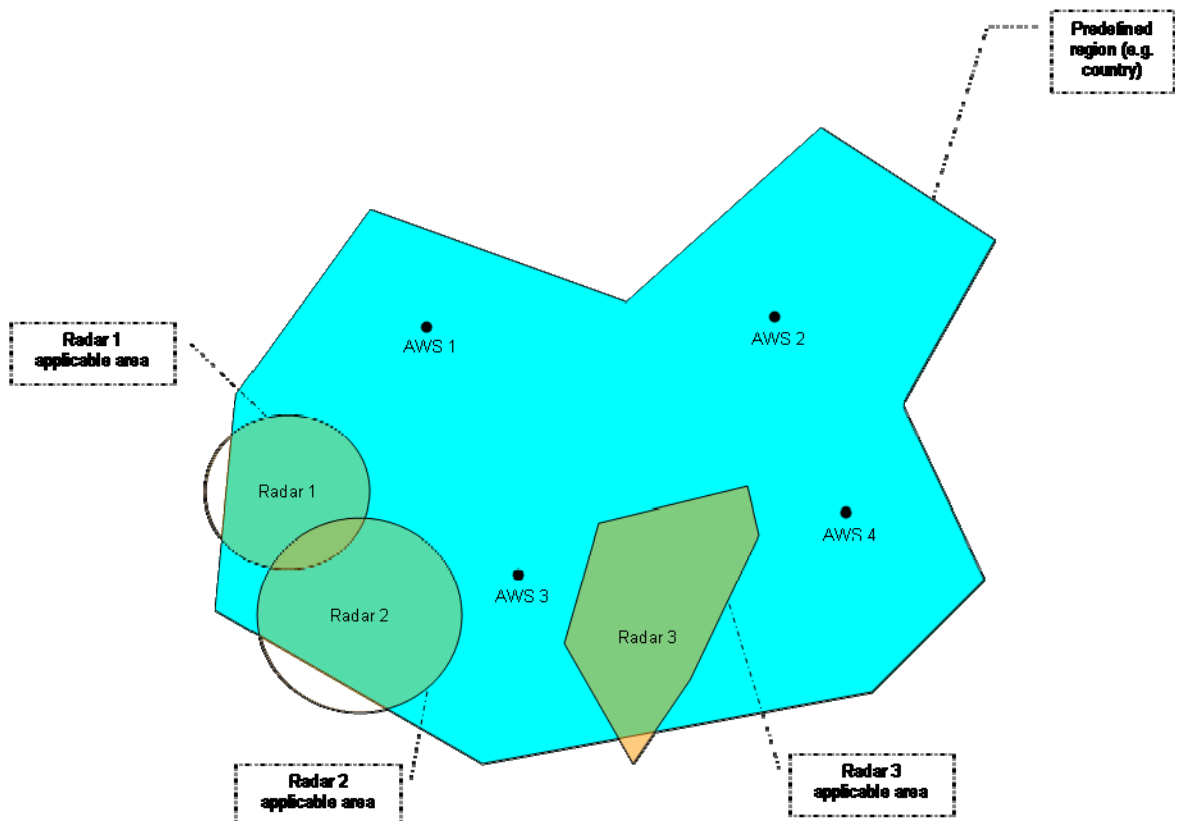 Predefined
region (e.g.
country)
AWS 1
AWS 2
Radar 1
applicable area
Radar 1
AWS 4
AWS 3
Radar 2
Radar 3
Radar 2
applicable area
Radar 3
applicable area